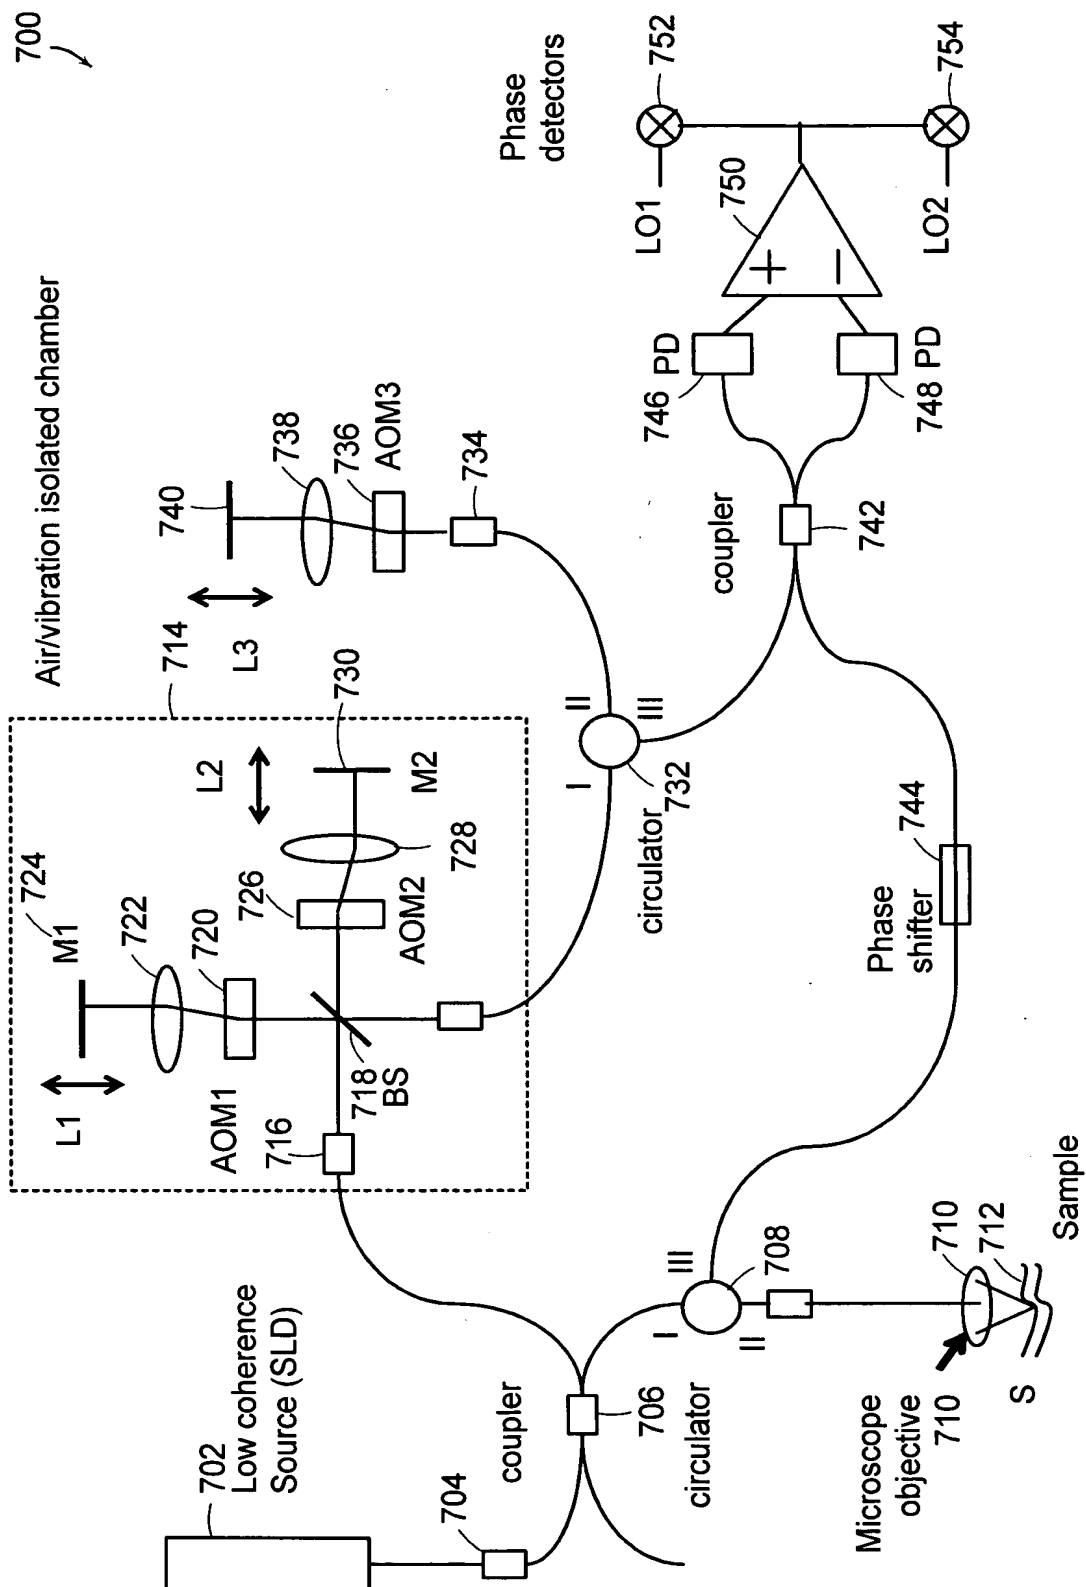 700
Air/vibration isolated chamber
714
L1
M1
724
722
720
AOM1
716
718
BS
L2
726
AOM2
728
M2
730
L3
740
738
736
AOM3
734
I
II
III
732
circulator
702
Low coherence
Source (SLD)
704
coupler
706
circulator
I
II
III
708
Microscope
objective
710
710
712
S
Sample
Phase
shifter
744
coupler
742
746
PD
748
PD
750
+
−
Phase
detectors
LO1
752
LO2
754